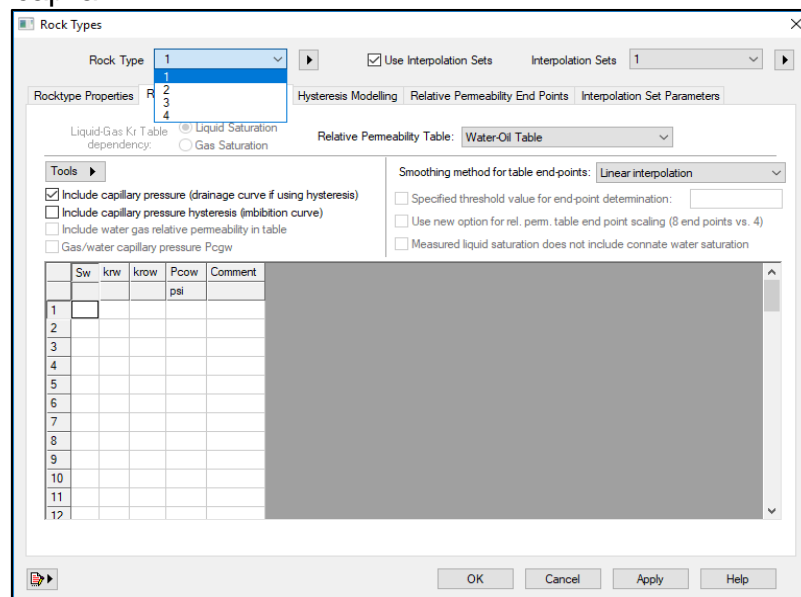 Rock Types
Rock Type 1 Use Interpolation Sets Interpolation Sets 1
1
2
3
4
Rocktype Properties R Hysteresis Modelling Relative Permeability End Points Interpolation Set Parameters
Liquid-Gas Kr Table dependency: Liquid Saturation Gas Saturation
Relative Permeability Table: Water-Oil Table
Tools
Smoothing method for table end-points: Linear interpolation
Include capillary pressure (drainage curve if using hysteresis)
Include capillary pressure hysteresis (imbibition curve)
Include water gas relative permeability in table
Gas/water capillary pressure Pcgw
Specified threshold value for end-point determination:
Use new option for rel. perm. table end point scaling (8 end points vs. 4)
Measured liquid saturation does not include connate water saturation
Sw krw krow Pcow Comment
psi
1
2
3
4
5
6
7
8
9
10
11
12
OK Cancel Apply Help